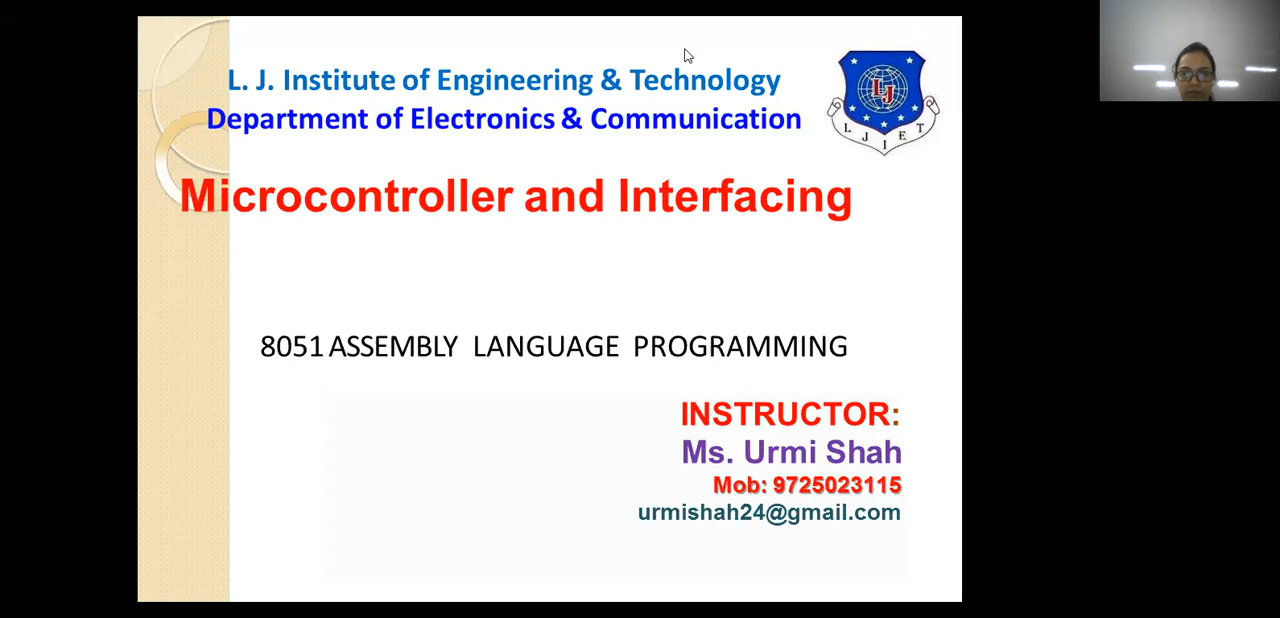 L. J. Institute of Engineering & Technology
Department of Electronics & Communication
LJ
L J I E T
Microcontroller and Interfacing
8051 ASSEMBLY LANGUAGE PROGRAMMING
INSTRUCTOR:
Ms. Urmi Shah
Mob: 9725023115
urmishah24@gmail.com